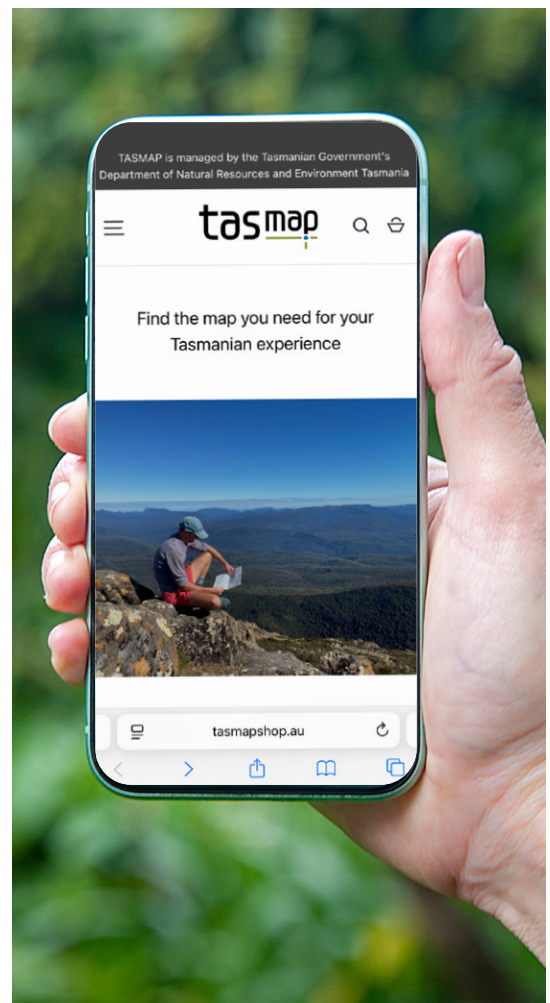 TASMAP is managed by the Tasmanian Government's
Department of Natural Resources and Environment Tasmania
tasmap
Find the map you need for your
Tasmanian experience
tasmapshop.au